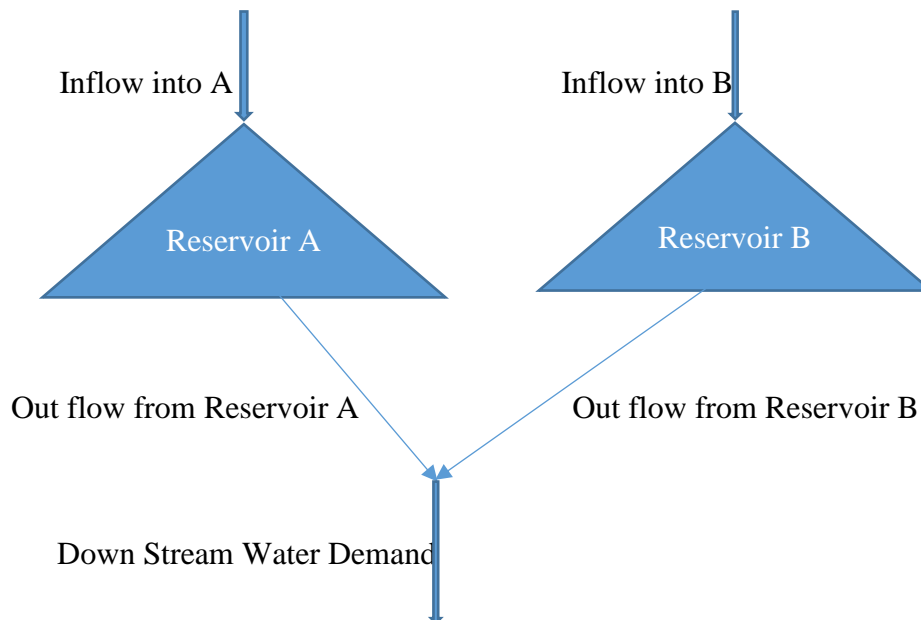 Inflow into A
Inflow into B
Reservoir A
Reservoir B
Out flow from Reservoir A
Out flow from Reservoir B
Down Stream Water Demand